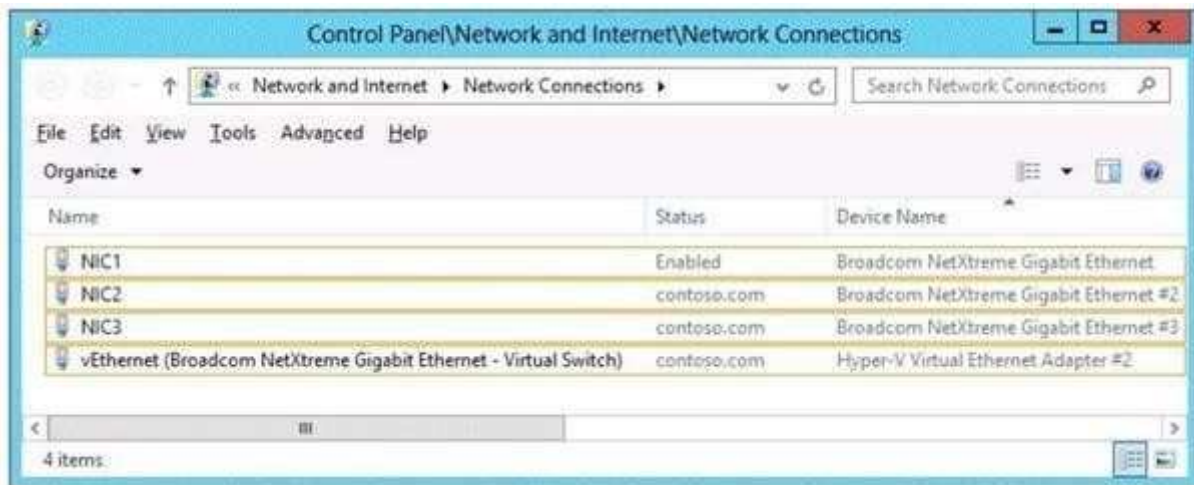 Control Panel\Network and Internet\Network Connections
« Network and Internet ▸ Network Connections ▸ Search Network Connections
File Edit View Tools Advanced Help
Organize
Name Status Device Name
NIC1 Enabled Broadcom NetXtreme Gigabit Ethernet
NIC2 contoso.com Broadcom NetXtreme Gigabit Ethernet #2
NIC3 contoso.com Broadcom NetXtreme Gigabit Ethernet #3
vEthernet (Broadcom NetXtreme Gigabit Ethernet - Virtual Switch) contoso.com Hyper-V Virtual Ethernet Adapter #2
4 items